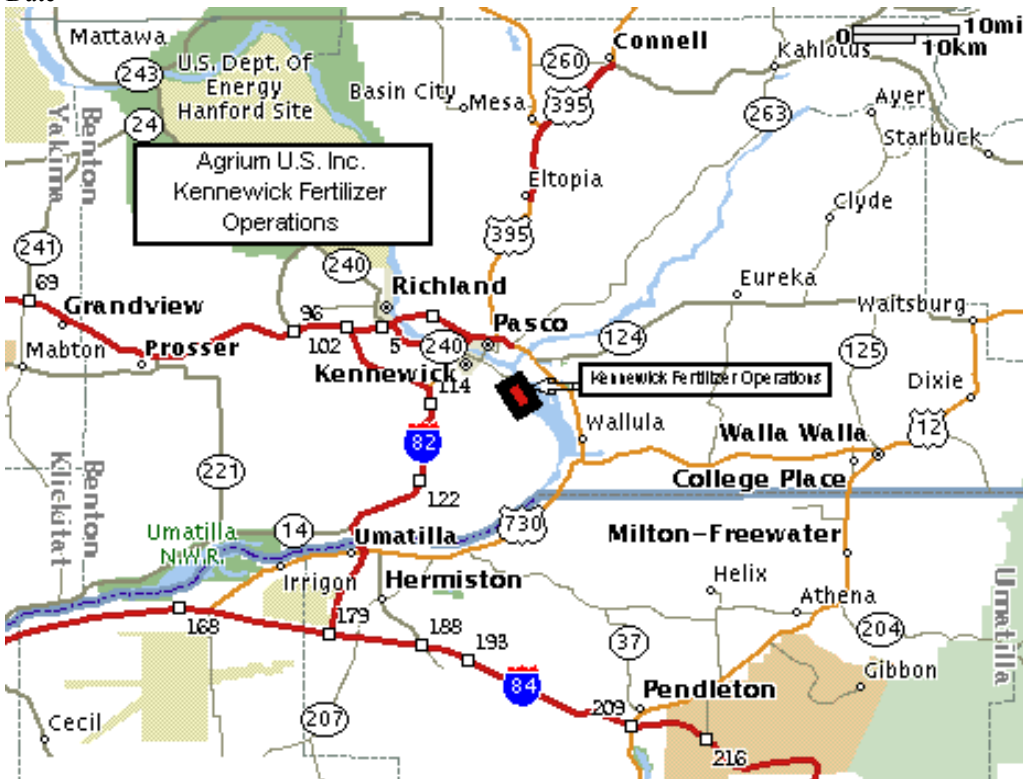 Date
Mattawa
243
U.S. Dept. Of
Energy
Hanford Site
24
Benton
Yakima
Basin City
Mesa
260
Connell
395
Kahlotus
0
10mi
10km
263
Ayer
Starbuck
Agrium U.S. Inc.
Kennewick Fertilizer
Operations
Eltopia
395
Clyde
241
69
240
Richland
Eureka
Grandview
96
Waitsburg
Mabton
Prosser
102
5
240
Pasco
124
125
Kennewick
114
Kennewick Fertilizer Operations
Dixie
82
Wallula
Walla Walla
12
221
122
College Place
Benton
Klickitat
Umatilla
N.W.R.
14
Umatilla
730
Milton-Freewater
Irrigon
Hermiston
Helix
Athena
Umatilla
168
179
188
193
37
204
Gibbon
84
Pendleton
207
209
Cecil
216